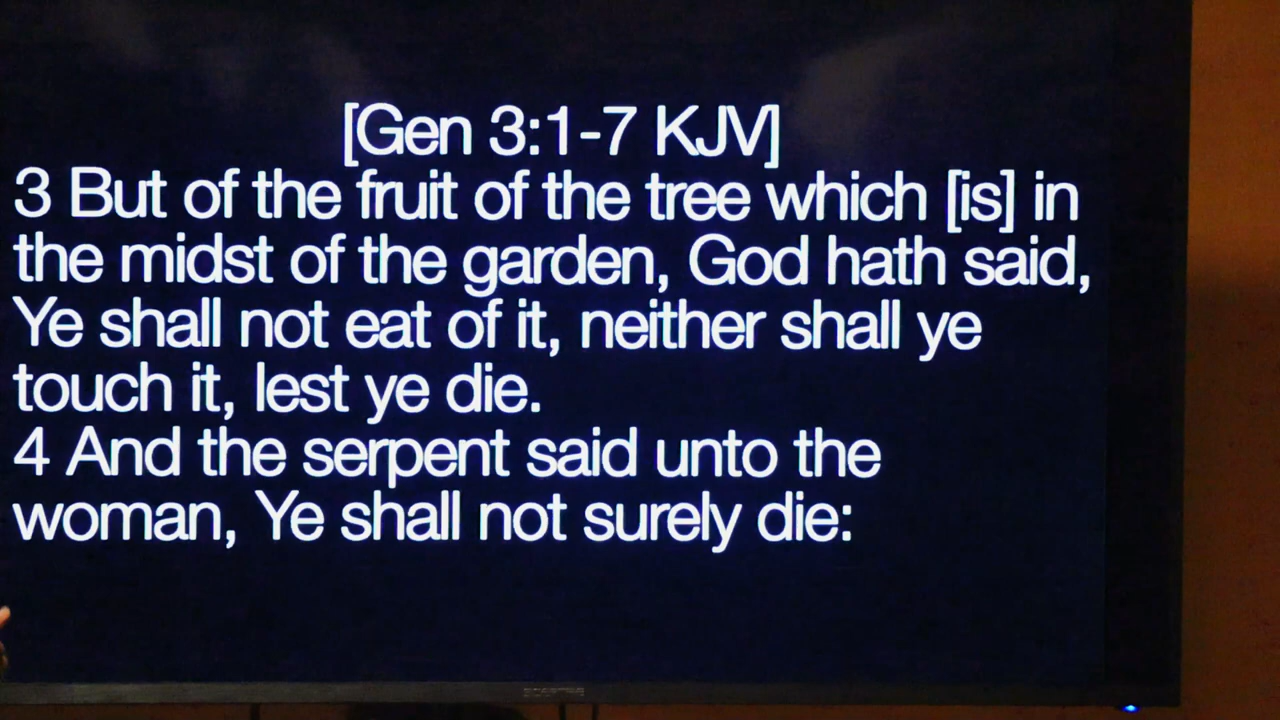 [Gen 3:1-7 KJV]
3 But of the fruit of the tree which [is] in
the midst of the garden, God hath said,
Ye shall not eat of it, neither shall ye
touch it, lest ye die.
4 And the serpent said unto the
woman, Ye shall not surely die: